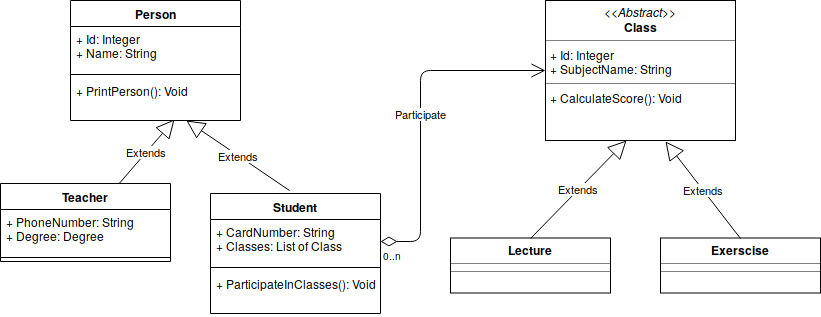 Person
+ Id: Integer
+ Name: String
+ PrintPerson(): Void
<<Abstract>>
Class
+ Id: Integer
+ SubjectName: String
+ CalculateScore(): Void
Participate
Extends
Extends
Teacher
+ PhoneNumber: String
+ Degree: Degree
Student
+ CardNumber: String
+ Classes: List of Class
+ ParticipateInClasses(): Void
0..n
Extends
Extends
Lecture
Exerscise